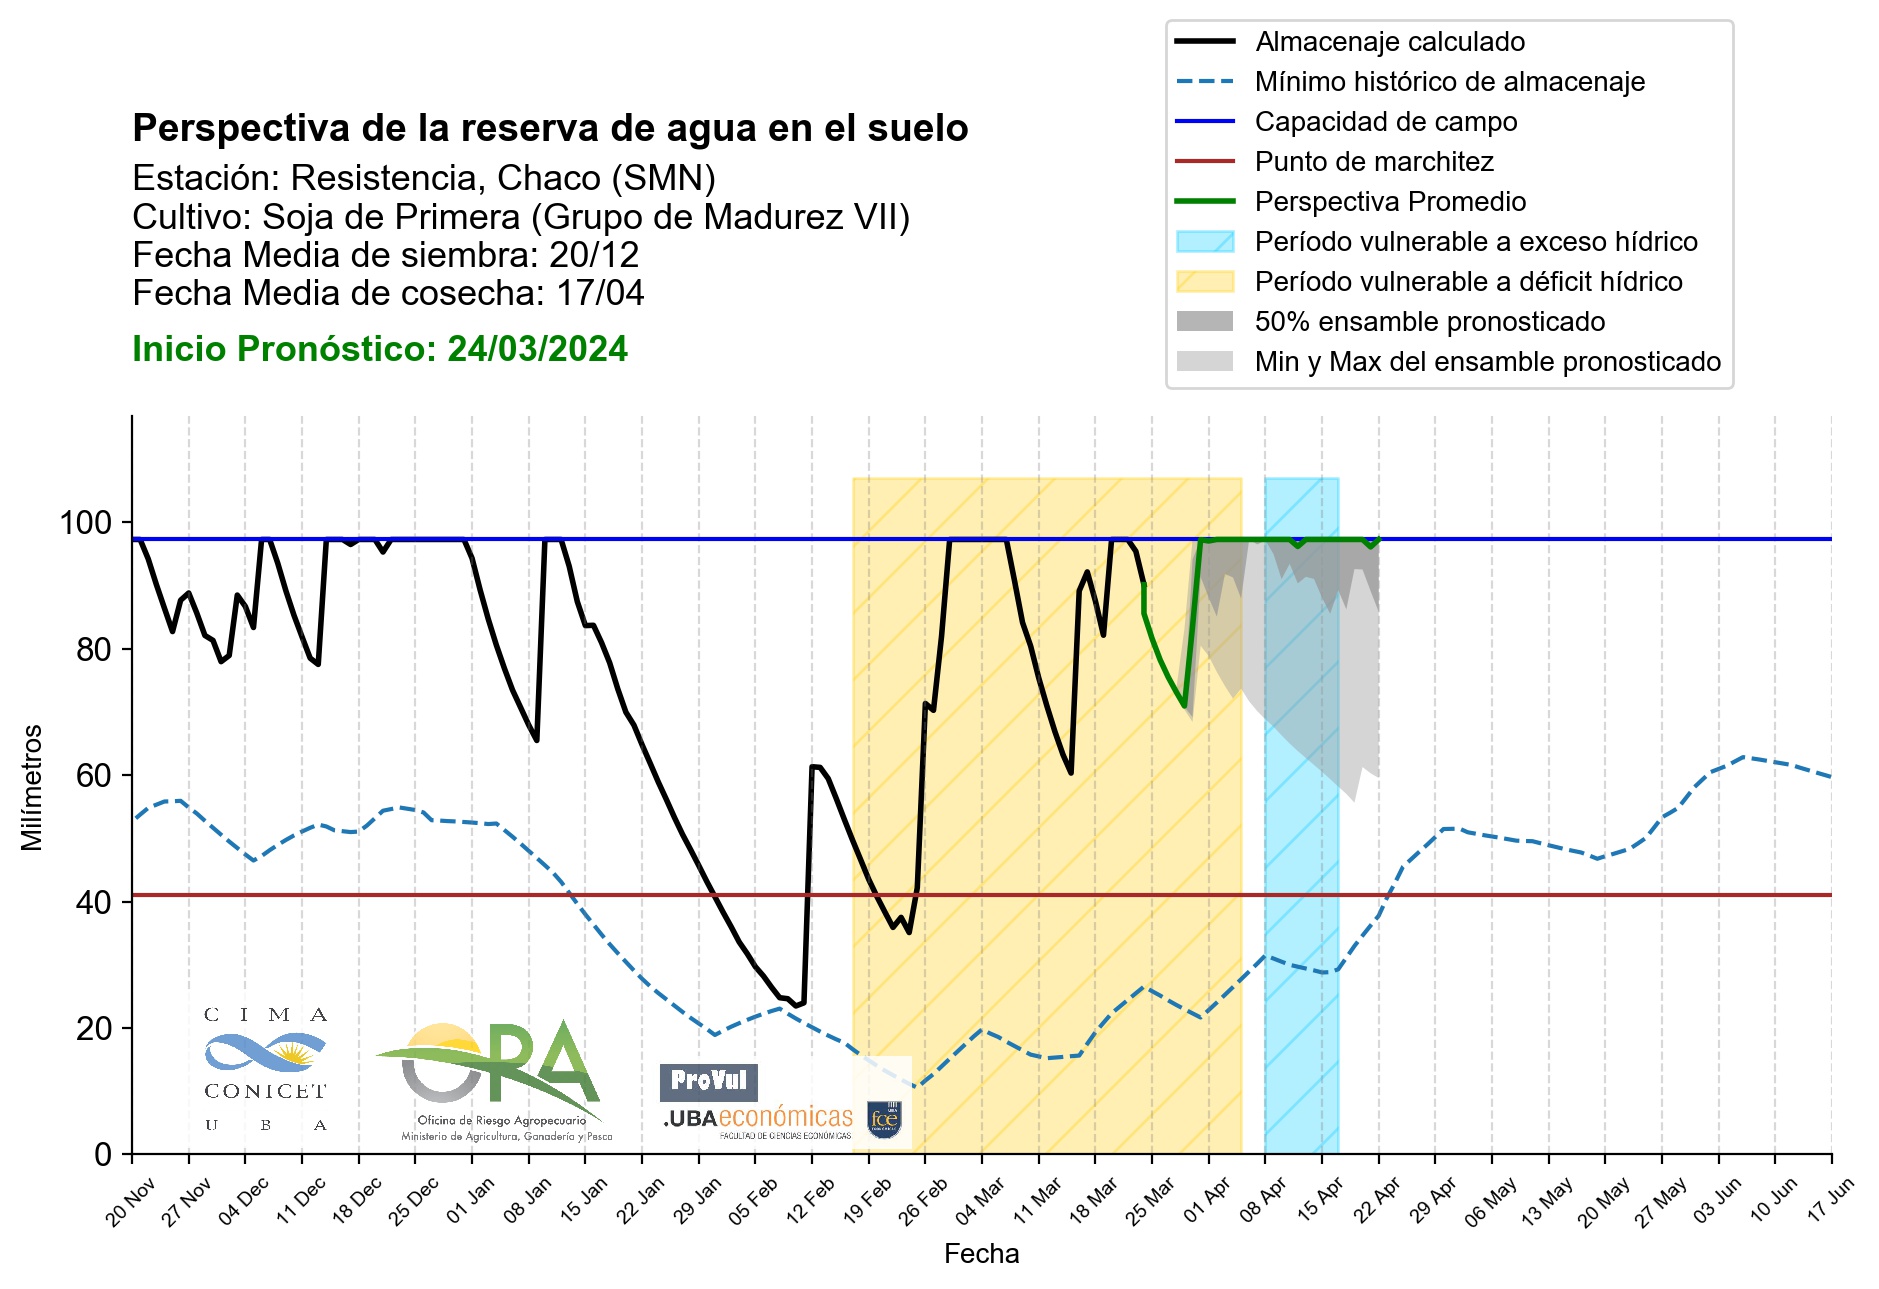 Almacenaje calculado
Mínimo histórico de almacenaje
Capacidad de campo
Punto de marchitez
Perspectiva Promedio
Período vulnerable a exceso hídrico
Período vulnerable a déficit hídrico
50% ensamble pronosticado
Min y Max del ensamble pronosticado
Perspectiva de la reserva de agua en el suelo
Estación: Resistencia, Chaco (SMN)
Cultivo: Soja de Primera (Grupo de Madurez VII)
Fecha Media de siembra: 20/12
Fecha Media de cosecha: 17/04
Inicio Pronóstico: 24/03/2024
Milímetros
100
80
60
40
20
0
C I M A
CONICET
U B A
ORA
Oficina de Riesgo Agropecuario
Ministerio de Agricultura, Ganadería y Pesca
ProVul
.UBAeconómicas
FACULTAD DE CIENCIAS ECONÓMICAS
UBA
fce
20 Nov
27 Nov
04 Dec
11 Dec
18 Dec
25 Dec
01 Jan
08 Jan
15 Jan
22 Jan
29 Jan
05 Feb
12 Feb
19 Feb
26 Feb
04 Mar
11 Mar
18 Mar
25 Mar
01 Apr
08 Apr
15 Apr
22 Apr
29 Apr
06 May
13 May
20 May
27 May
03 Jun
10 Jun
17 Jun
Fecha